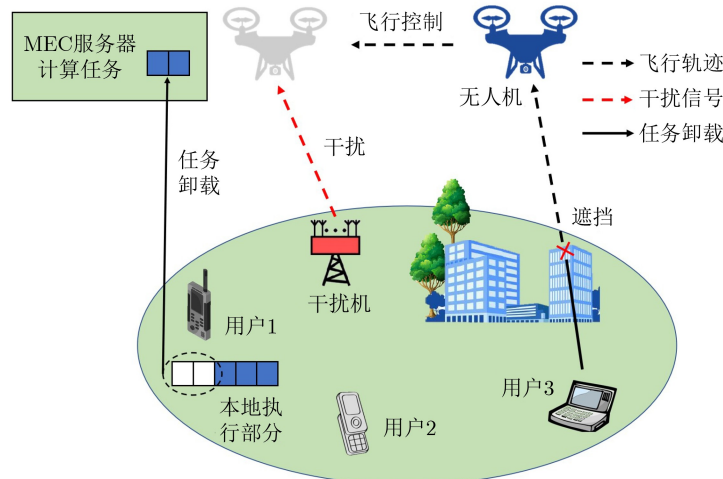 MEC服务器
计算任务
飞行控制
无人机
飞行轨迹
干扰信号
任务卸载
干扰
任务
卸载
遮挡
干扰机
用户1
用户3
本地执
行部分
用户2